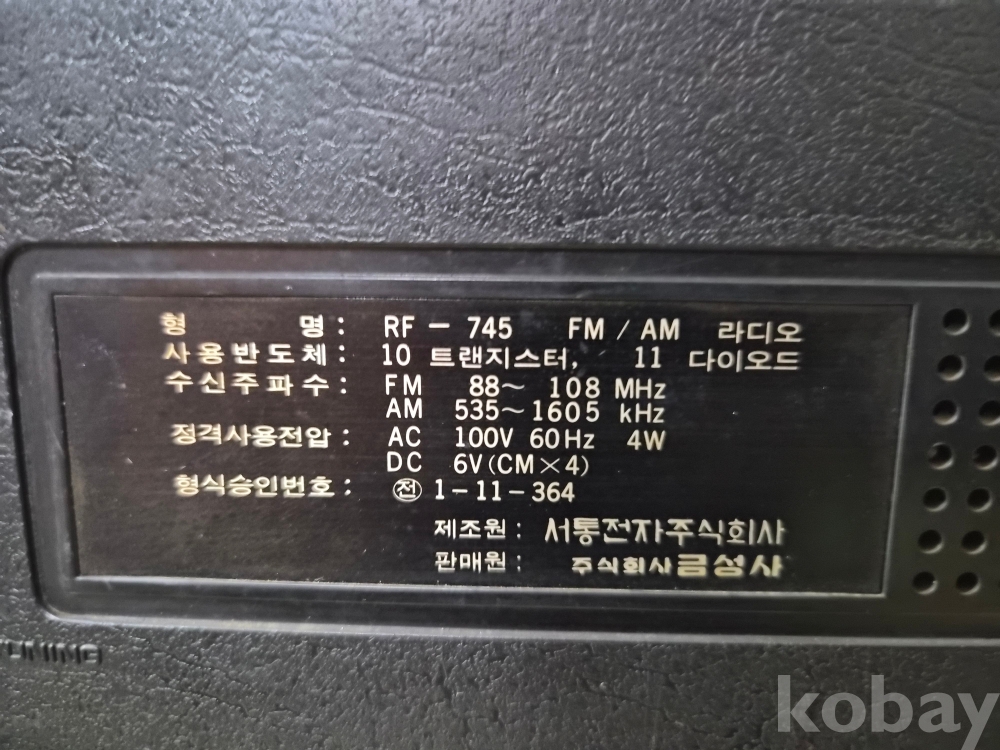 형 명 : RF - 745 FM / AM 라디오
사용반도체 : 10 트랜지스터, 11 다이오드
수신주파수 : FM 88~ 108 MHz
AM 535~1605 kHz
정격사용전압 : AC 100V 60Hz 4W
DC 6V(CM×4)
형식승인번호 : ㉠ 1-11-364
제조원 : 서통전자주식회사
판매원 : 주식회사금성사
TUNING
kobay